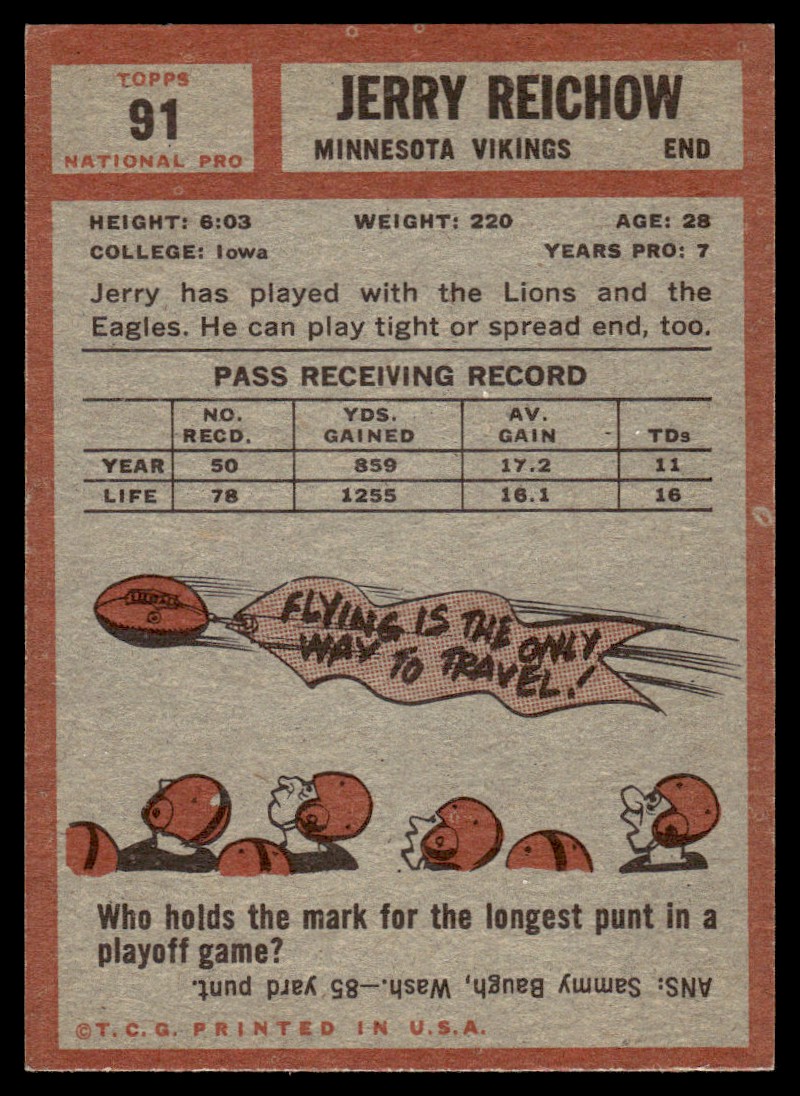 TOPPS
91
NATIONAL PRO
JERRY REICHOW
MINNESOTA VIKINGS END
HEIGHT: 6:03 WEIGHT: 220 AGE: 28
COLLEGE: Iowa YEARS PRO: 7
Jerry has played with the Lions and the
Eagles. He can play tight or spread end, too.
PASS RECEIVING RECORD
NO. YDS. AV.
RECD. GAINED GAIN TDs
YEAR 50 859 17.2 11
LIFE 78 1255 16.1 16
FLYING IS THE ONLY
WAY TO TRAVEL!
Who holds the mark for the longest punt in a
playoff game?
ANS: Sammy Baugh, Wash.—85 yard punt.
©T.C.G. PRINTED IN U.S.A.